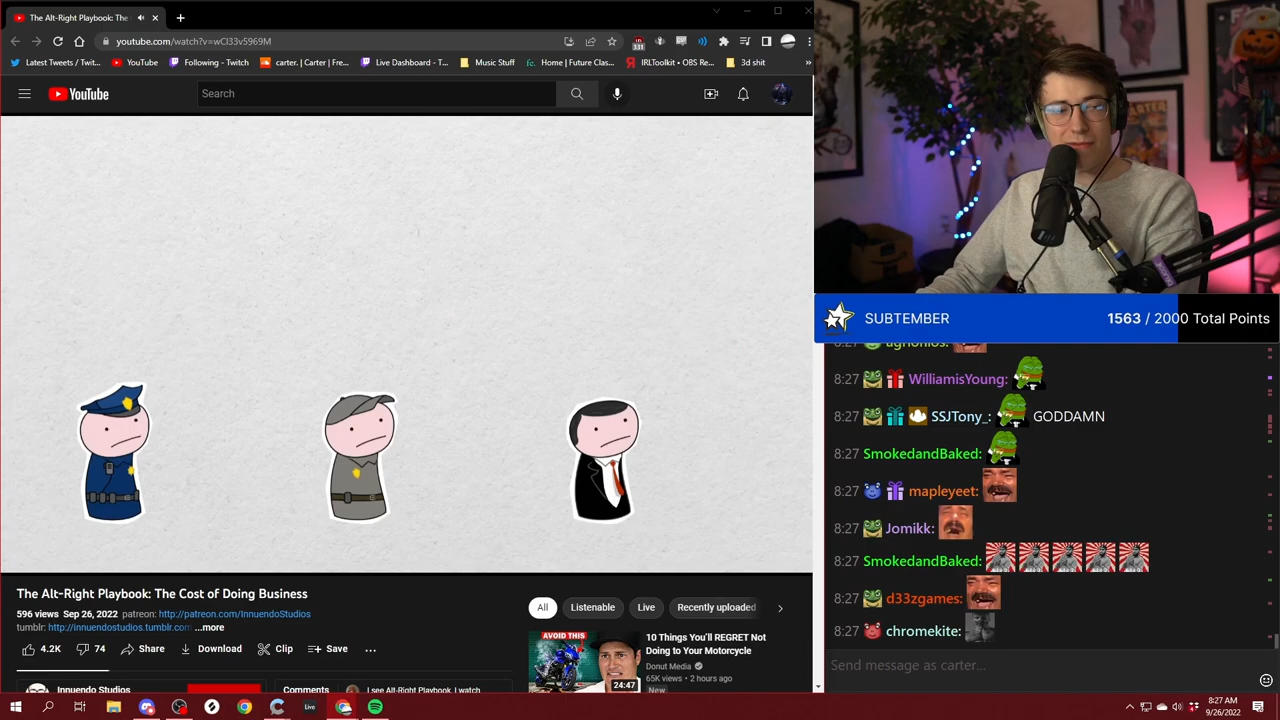 The Alt-Right Playbook: The
youtube.com/watch?v=wCl33v5969M
331
Latest Tweets / Twit...
YouTube
Following - Twitch
carter. | Carter | Fre...
Live Dashboard - T...
Music Stuff
Home | Future Clas...
IRLToolkit • OBS Re...
3d shit
»
YouTube
Search
SUBTEMBER
1563 / 2000 Total Points
8:27 agrionios:
8:27 WilliamisYoung:
8:27 SSJTony_: GODDAMN
8:27 SmokedandBaked:
8:27 mapleyeet:
8:27 Jomikk:
8:27 SmokedandBaked:
8:27 d33zgames:
8:27 chromekite:
Send message as carter...
The Alt-Right Playbook: The Cost of Doing Business
596 views Sep 26, 2022 patreon: http://patreon.com/InnuendoStudios
tumblr: http://innuendostudios.tumblr.com ...more
4.2K
74
Share
Download
Clip
Save
Innuendo Studios
Comments
I see Alt-Right Playbook, I watch
All
Listenable
Live
Recently uploaded
AVOID THIS
24:47
10 Things You'll REGRET Not
Doing to Your Motorcycle
Donut Media
65K views • 2 hours ago
New
Live
8:27 AM
9/26/2022